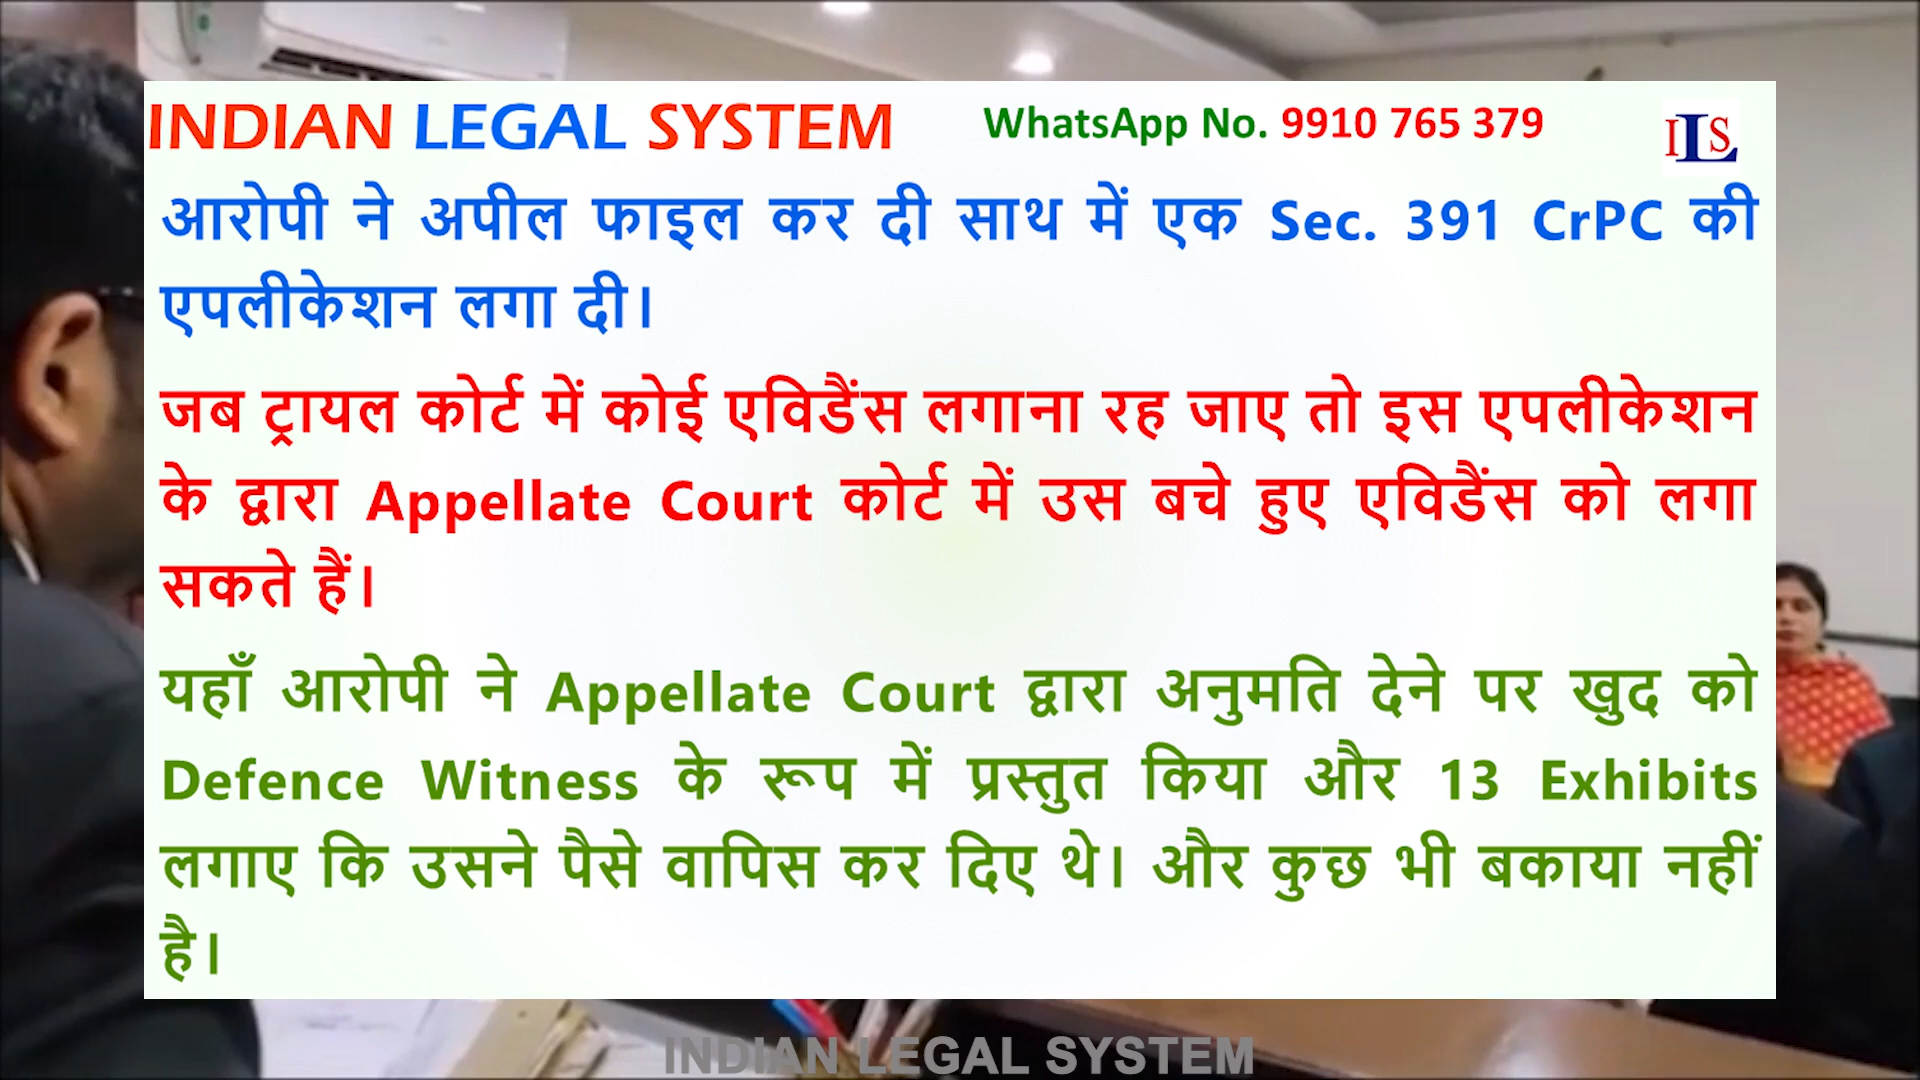 INDIAN LEGAL SYSTEM WhatsApp No. 9910 765 379 ILS
आरोपी ने अपील फाइल कर दी साथ में एक Sec. 391 CrPC की
एपलीकेशन लगा दी।
जब ट्रायल कोर्ट में कोई एविडैंस लगाना रह जाए तो इस एपलीकेशन
के द्वारा Appellate Court कोर्ट में उस बचे हुए एविडैंस को लगा
सकते हैं।
यहाँ आरोपी ने Appellate Court द्वारा अनुमति देने पर खुद को
Defence Witness के रूप में प्रस्तुत किया और 13 Exhibits
लगाए कि उसने पैसे वापिस कर दिए थे। और कुछ भी बकाया नहीं
है।
INDIAN LEGAL SYSTEM